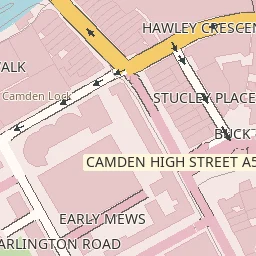 HAWLEY CRESCEN
ALK
Camden Lock
STUCLEY PLACE
BUCK
CAMDEN HIGH STREET A5
EARLY MEWS
ARLINGTON ROAD